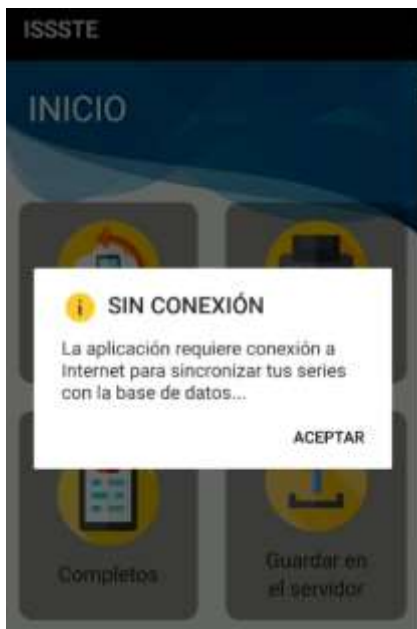 ISSSTE
INICIO
SIN CONEXIÓN
La aplicación requiere conexión a
Internet para sincronizar tus series
con la base de datos...
ACEPTAR
Completos
Guardar en
el servidor